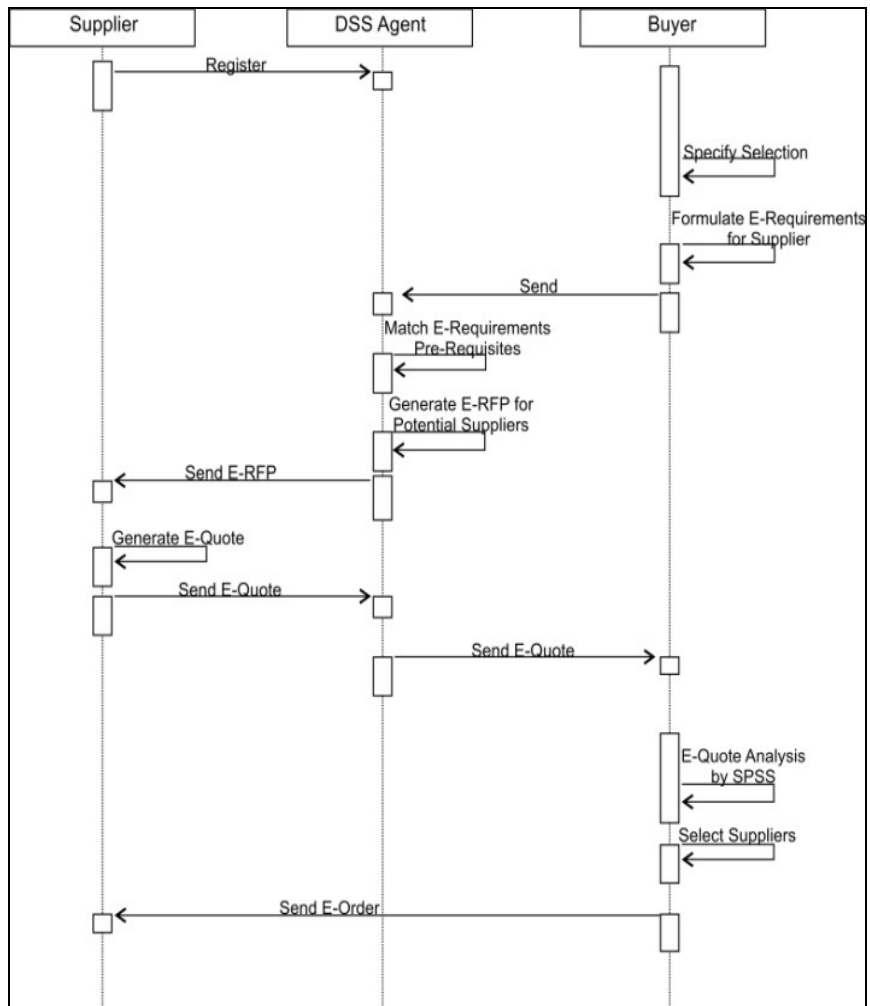 Supplier
DSS Agent
Buyer
Register
Specify Selection
Formulate E-Requirements
for Supplier
Send
Match E-Requirements
Pre-Requisites
Generate E-RFP for
Potential Suppliers
Send E-RFP
Generate E-Quote
Send E-Quote
Send E-Quote
E-Quote Analysis
by SPSS
Select Suppliers
Send E-Order